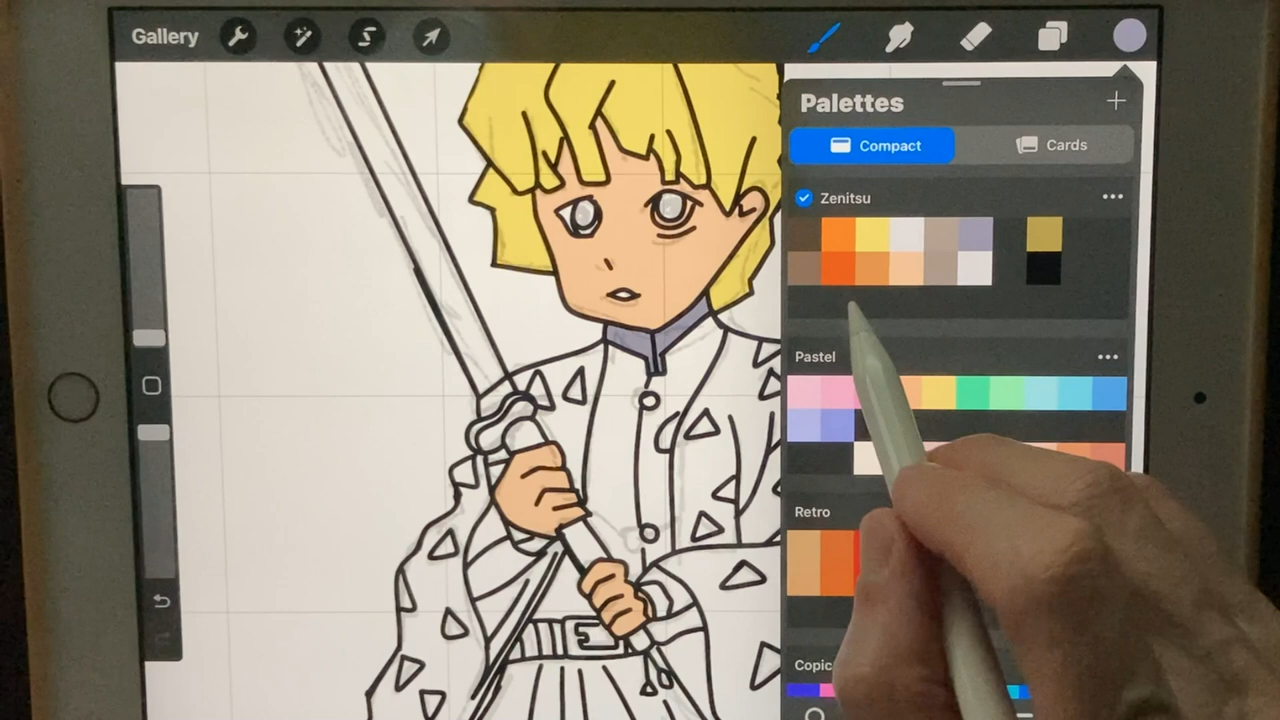 Gallery
Palettes
Compact
Cards
Zenitsu
Pastel
Retro